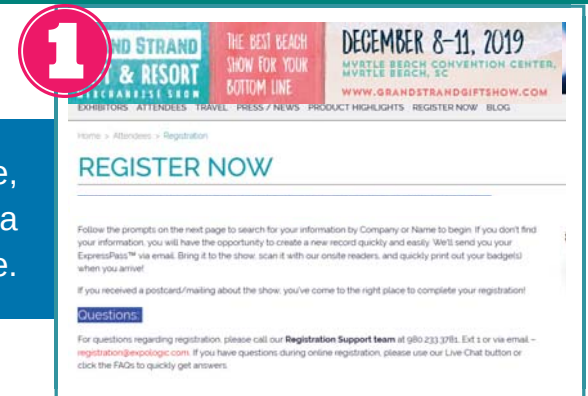 1
ND STRAND
& RESORT
MERCHANDISE SHOW
THE BEST BEACH
SHOW FOR YOUR
BOTTOM LINE
DECEMBER 8–11, 2019
MYRTLE BEACH CONVENTION CENTER,
MYRTLE BEACH, SC
WWW.GRANDSTRANDGIFTSHOW.COM
EXHIBITORS ATTENDEES TRAVEL PRESS / NEWS PRODUCT HIGHLIGHTS REGISTER NOW BLOG
Home > Attendees > Registration
REGISTER NOW
e,
a
e.
Follow the prompts on the next page to search for your information by Company or Name to begin. If you don't find
your information, you will have the opportunity to create a new record quickly and easily. We'll send you your
ExpressPass™ via email. Bring it to the show, scan it with our onsite readers, and quickly print out your badge(s)
when you arrive!
If you received a postcard/mailing about the show, you've come to the right place to complete your registration!
Questions:
For questions regarding registration, please call our Registration Support team at 980.233.3781, Ext 1 or via email –
registration@expologic.com. If you have questions during online registration, please use our Live Chat button or
click the FAQs to quickly get answers.